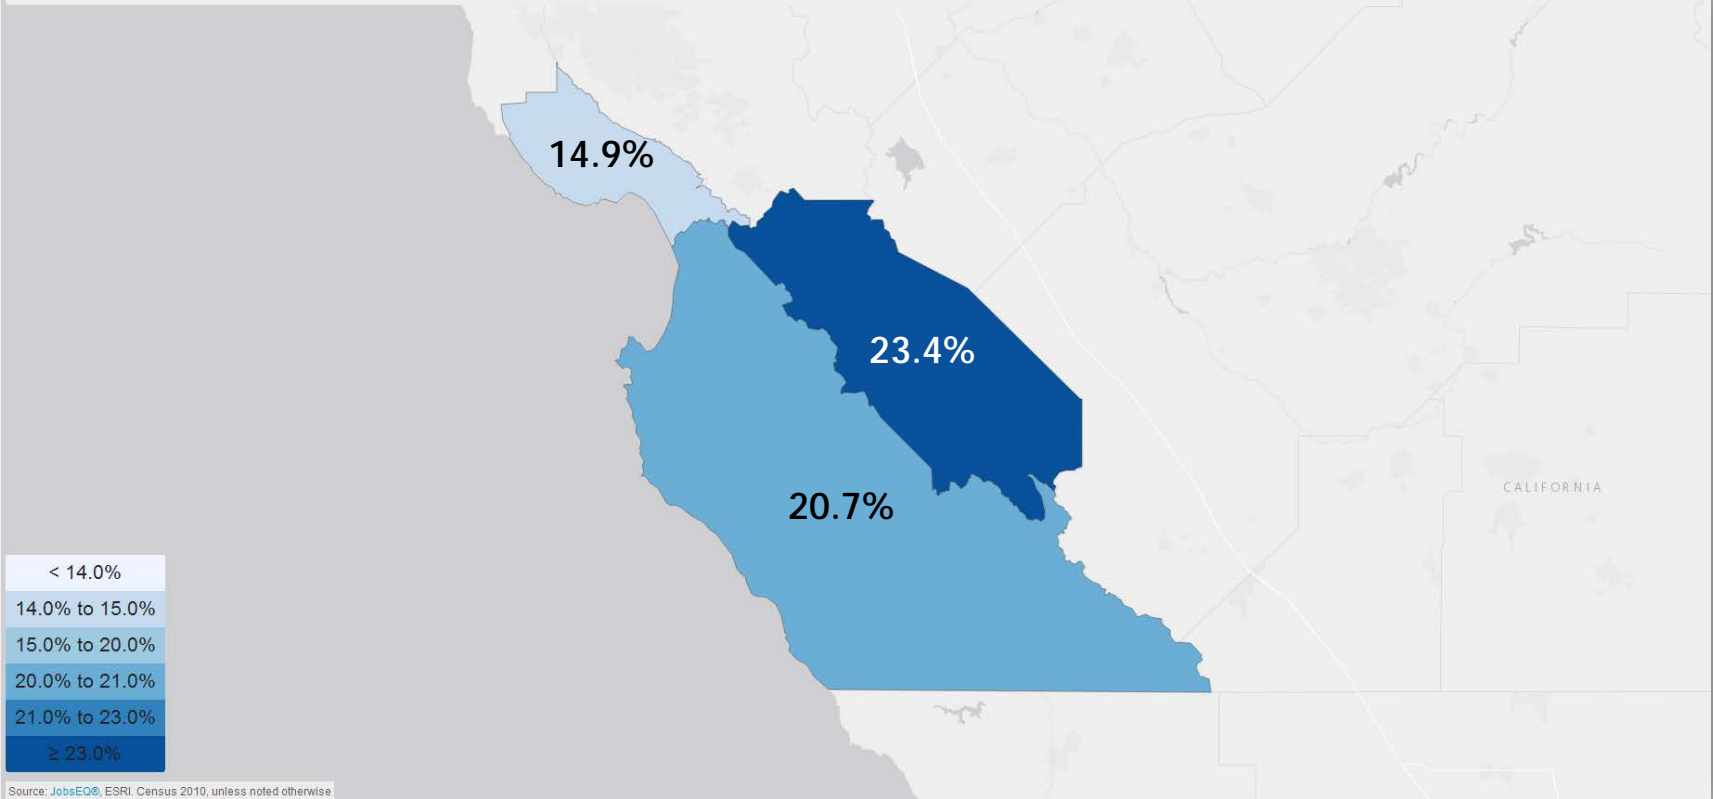 14.9%
23.4%
20.7%
CALIFORNIA
< 14.0%
14.0% to 15.0%
15.0% to 20.0%
20.0% to 21.0%
21.0% to 23.0%
≥ 23.0%
Source: JobsEQ®, ESRI. Census 2010, unless noted otherwise